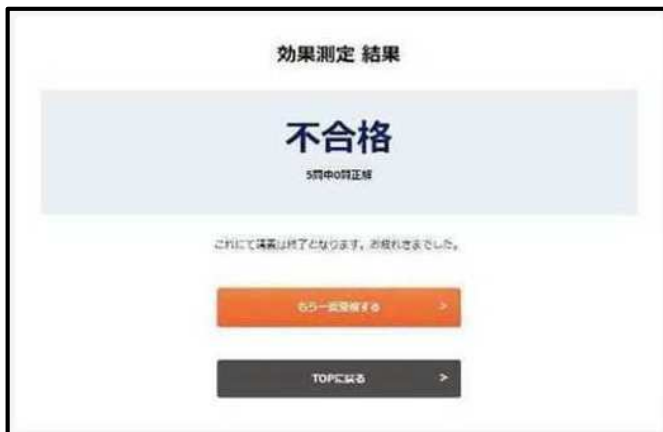 効果測定 結果
不合格
5問中0問正解
これにて講義は終了となります。お疲れさまでした。
もう一度受検する >
TOPに戻る >